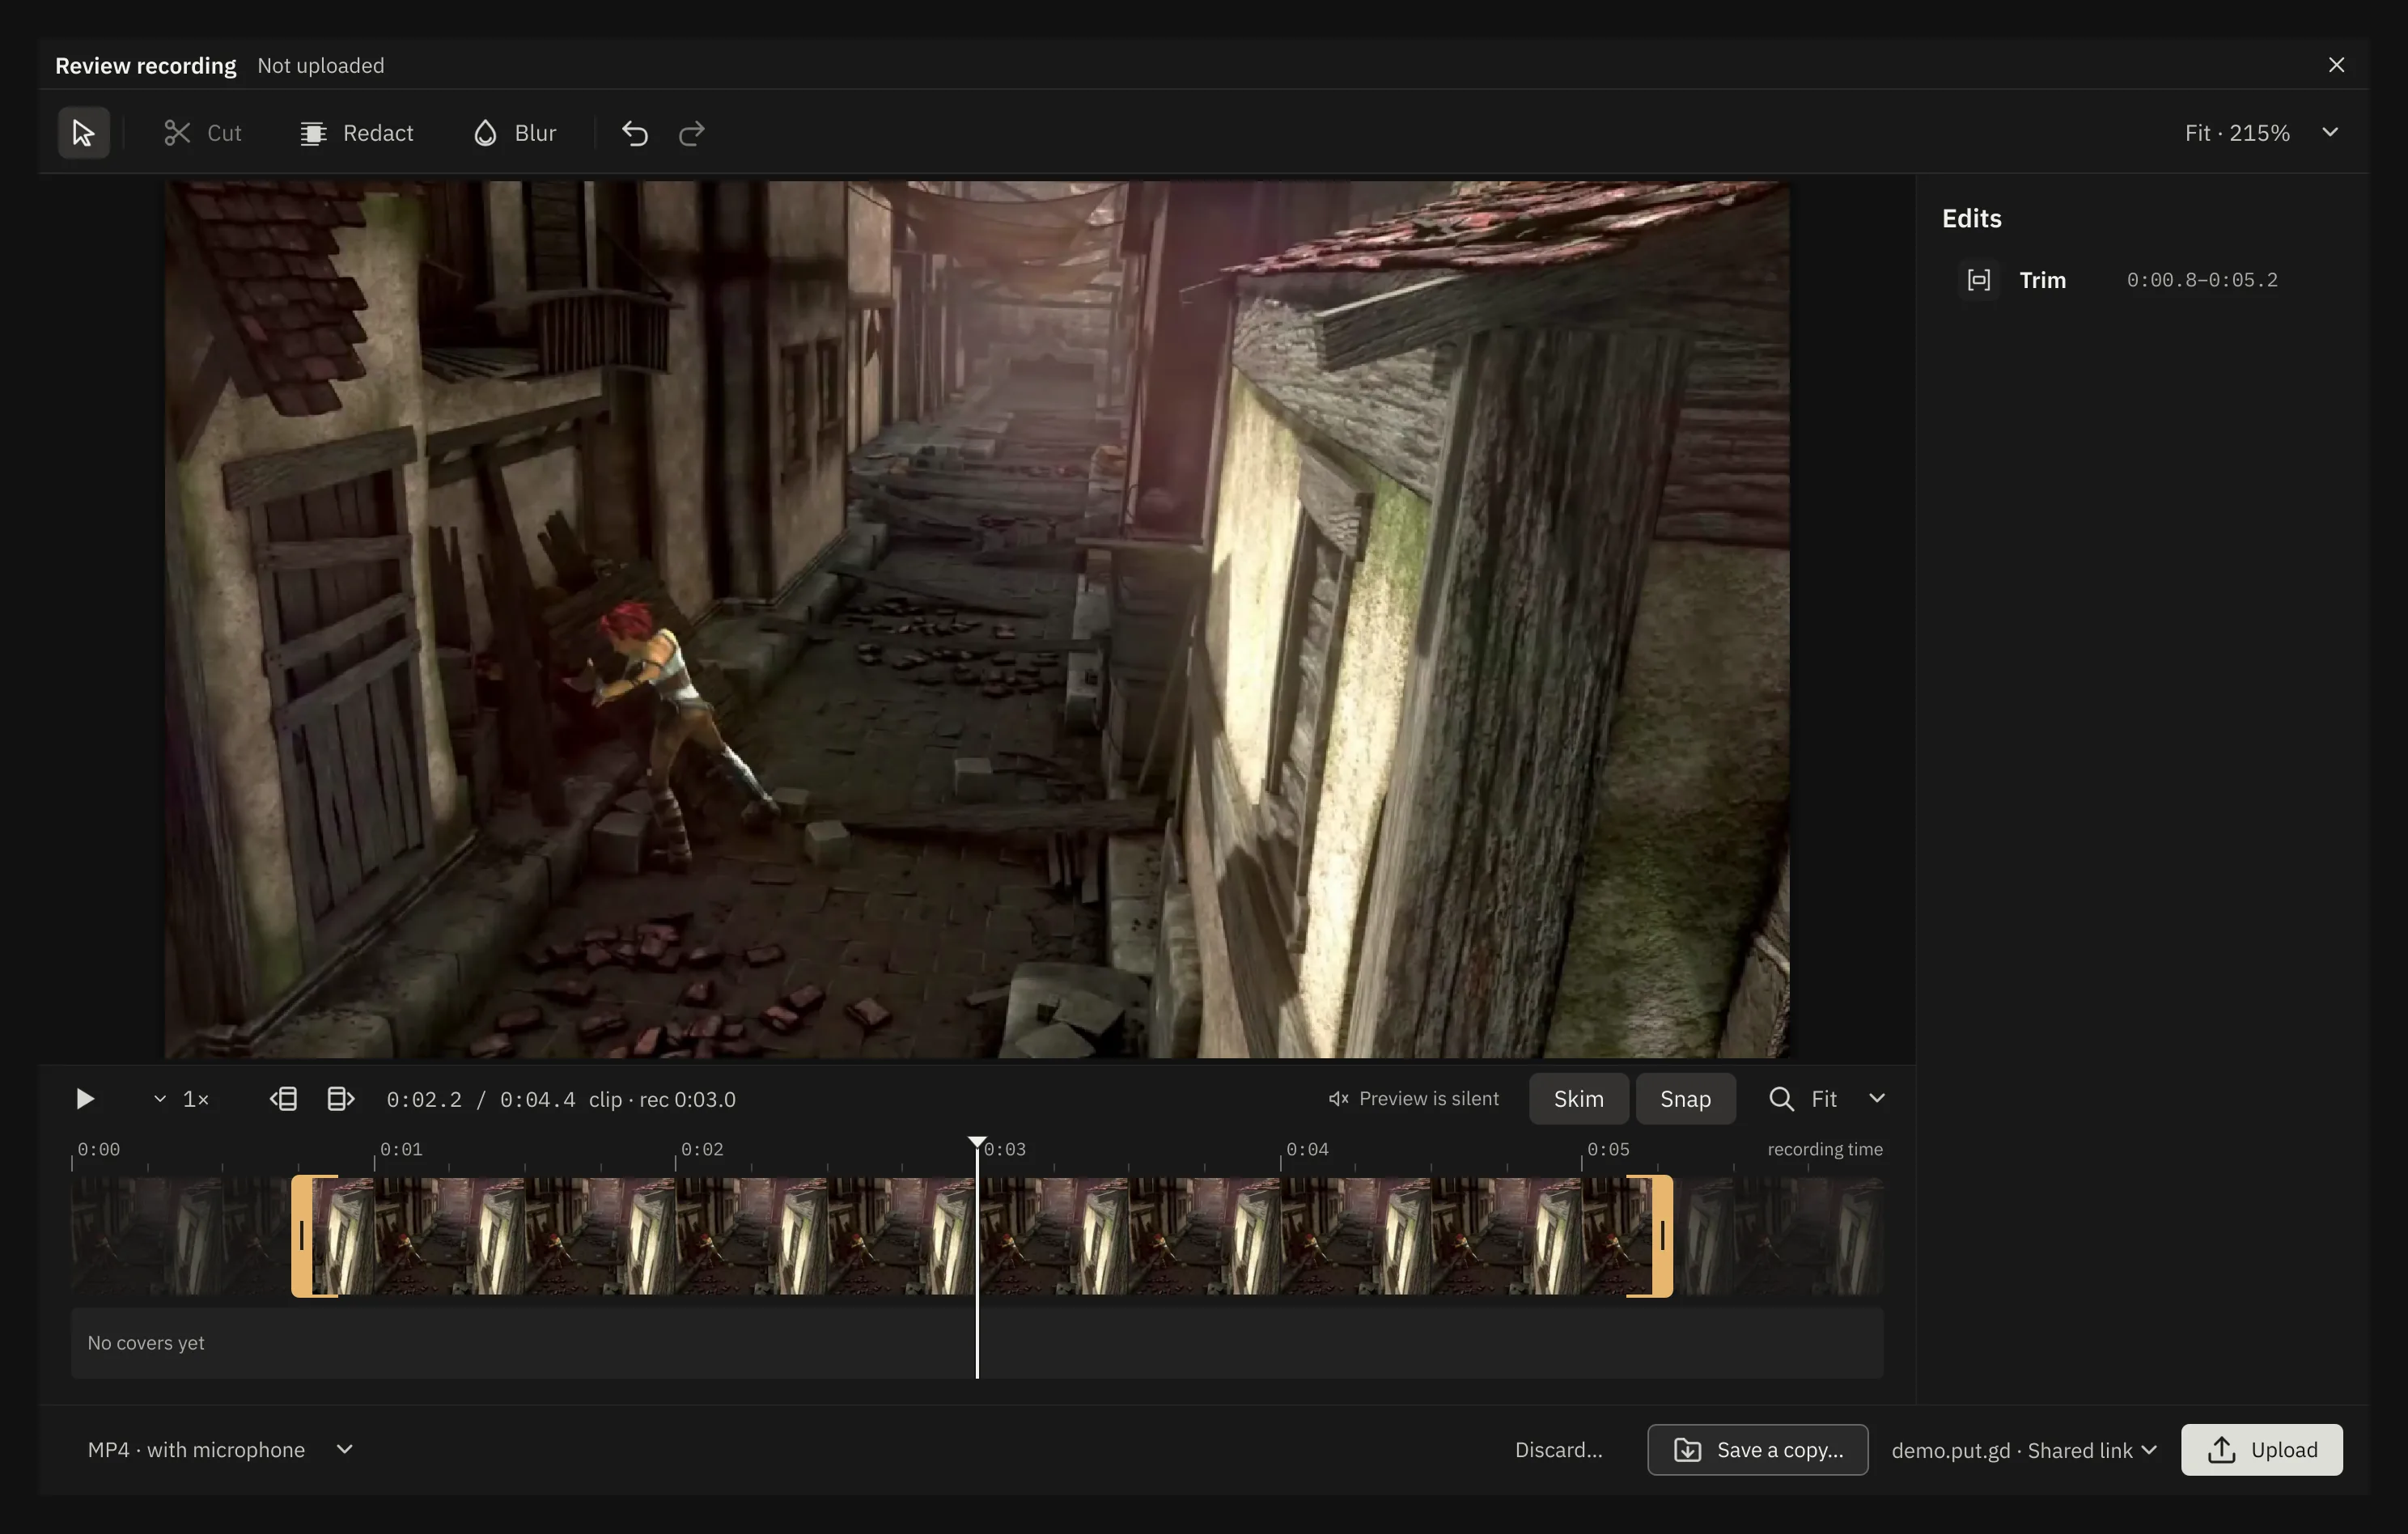 Review recording Not uploaded
Cut Redact Blur Fit · 215%
Edits
Trim 0:00.8–0:05.2
1× 0:02.2 / 0:04.4 clip · rec 0:03.0 Preview is silent Skim Snap Fit
0:00 0:01 0:02 0:03 0:04 0:05 recording time
No covers yet
MP4 · with microphone Discard... Save a copy... demo.put.gd · Shared link Upload